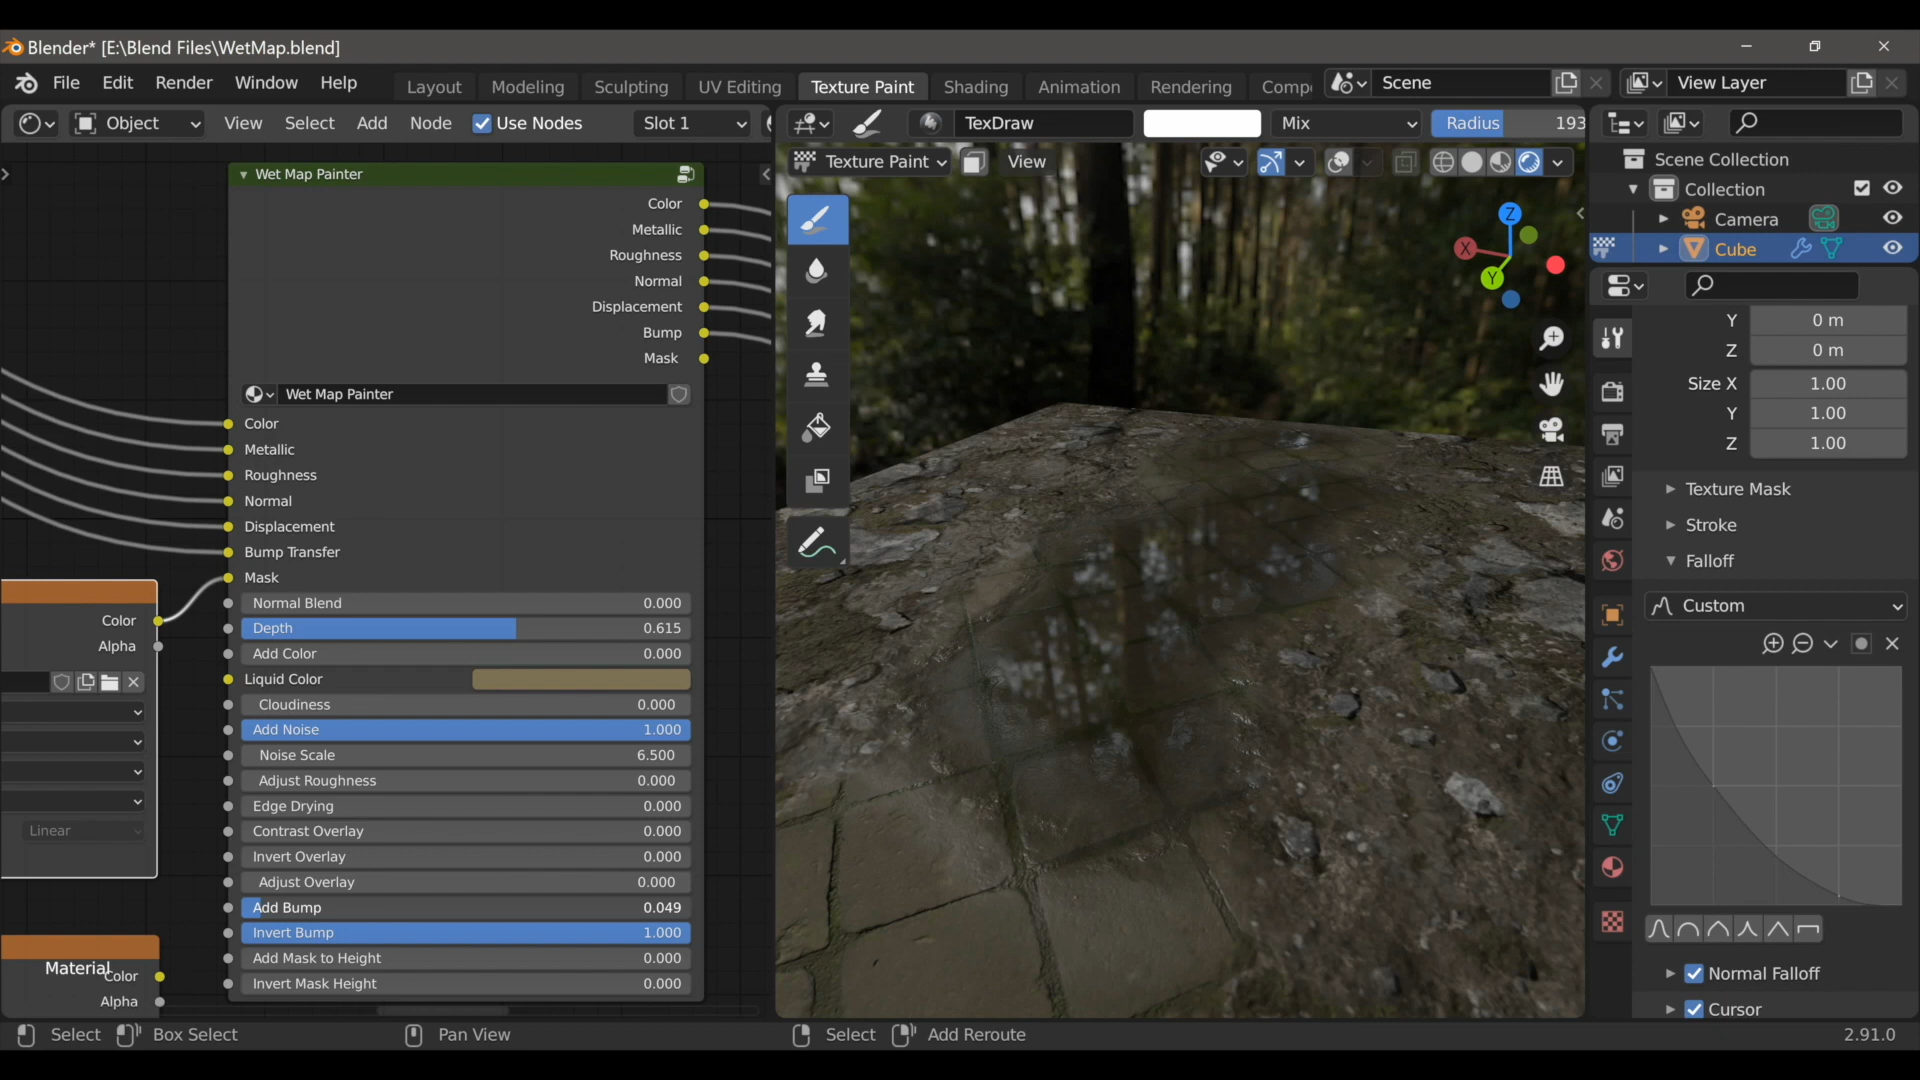 Blender* [E:\Blend Files\WetMap.blend]
File Edit Render Window Help
Layout Modeling Sculpting UV Editing Texture Paint Shading Animation Rendering Comp
Scene
View Layer
Object View Select Add Node Use Nodes Slot 1
TexDraw Mix Radius 193
Texture Paint View
Wet Map Painter
Color
Metallic
Roughness
Normal
Displacement
Bump
Mask
Wet Map Painter
Color
Metallic
Roughness
Normal
Displacement
Bump Transfer
Mask
Normal Blend 0.000
Depth 0.615
Add Color 0.000
Liquid Color
Cloudiness 0.000
Add Noise 1.000
Noise Scale 6.500
Adjust Roughness 0.000
Edge Drying 0.000
Contrast Overlay 0.000
Invert Overlay 0.000
Adjust Overlay 0.000
Add Bump 0.049
Invert Bump 1.000
Add Mask to Height 0.000
Invert Mask Height 0.000
Color
Alpha
Linear
Material
Color
Alpha
Z
X
Y
Scene Collection
Collection
Camera
Cube
Y 0 m
Z 0 m
Size X 1.00
Y 1.00
Z 1.00
Texture Mask
Stroke
Falloff
Custom
Normal Falloff
Cursor
Select Box Select Pan View Select Add Reroute 2.91.0